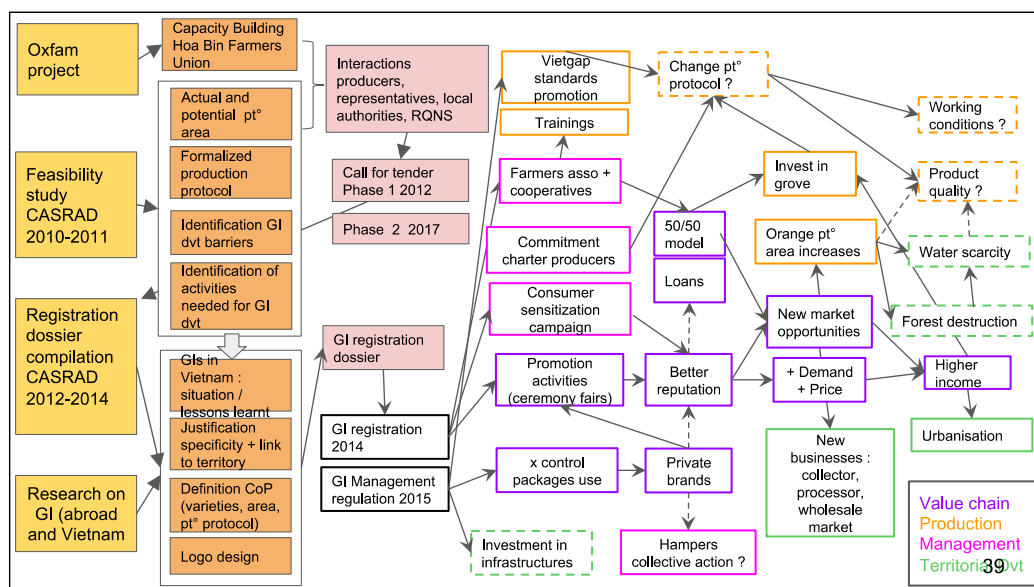 Oxfam
project
Capacity Building
Hoa Bin Farmers
Union
Actual and
potential pt°
area
Formalized
production
protocol
Identification GI
dvt barriers
Identification of
activities
needed for GI
dvt
Feasibility
study
CASRAD
2010-2011
Registration
dossier
compilation
CASRAD
2012-2014
Research on
GI (abroad
and Vietnam
GIs in
Vietnam :
situation /
lessons learnt
Justification
specificity + link
to territory
Definition CoP
(varieties, area,
pt° protocol)
Logo design
Interactions
producers,
representatives, local
authorities, RQNS
Call for tender
Phase 1 2012
Phase 2 2017
GI registration
dossier
GI registration
2014
GI Management
regulation 2015
Vietgap
standards
promotion
Trainings
Farmers asso +
cooperatives
Commitment
charter producers
Consumer
sensitization
campaign
Promotion
activities
(ceremony fairs)
x control
packages use
Investment in
infrastructures
Change pt°
protocol ?
50/50
model
Loans
Better
reputation
Private
brands
Hampers
collective action ?
Invest in
grove
Orange pt°
area increases
New market
opportunities
+ Demand
+ Price
New
businesses :
collector,
processor,
wholesale
market
Working
conditions ?
Product
quality ?
Water scarcity
Forest destruction
Higher
income
Urbanisation
Value chain
Production
Management
Territorial Dvt
39